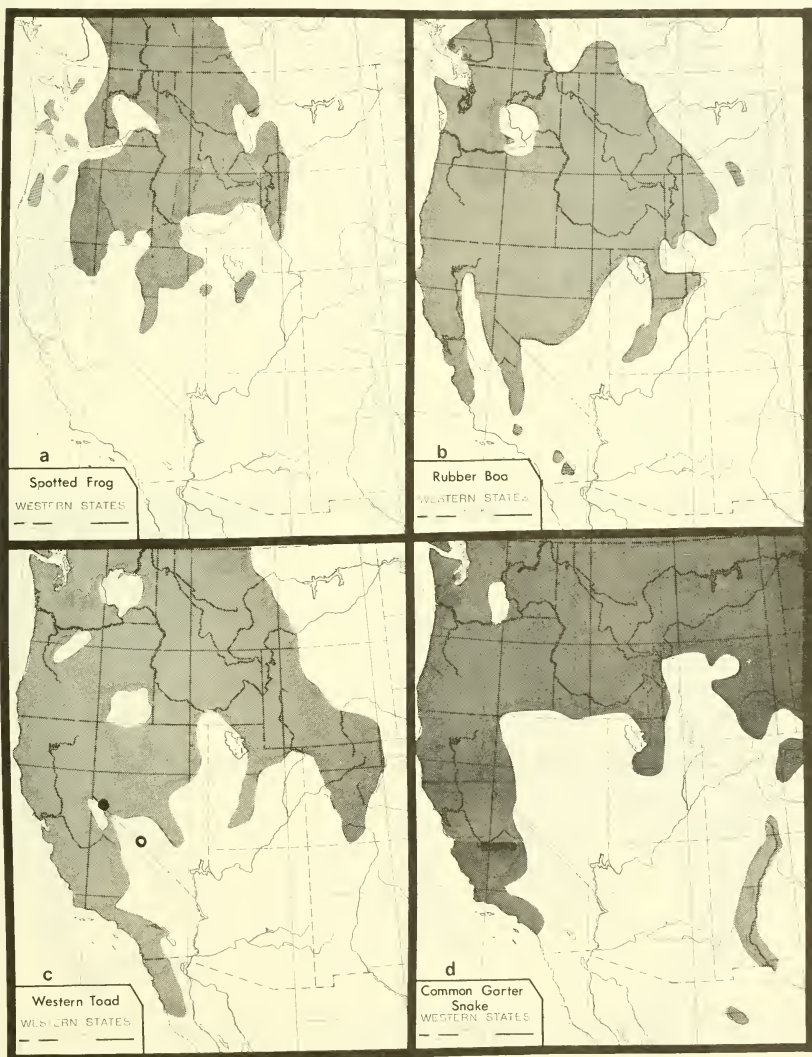 a
Spotted Frog
WESTERN STATES
b
Rubber Boa
WESTERN STATES
c
Western Toad
WESTERN STATES
d
Common Garter
Snake
WESTERN STATES